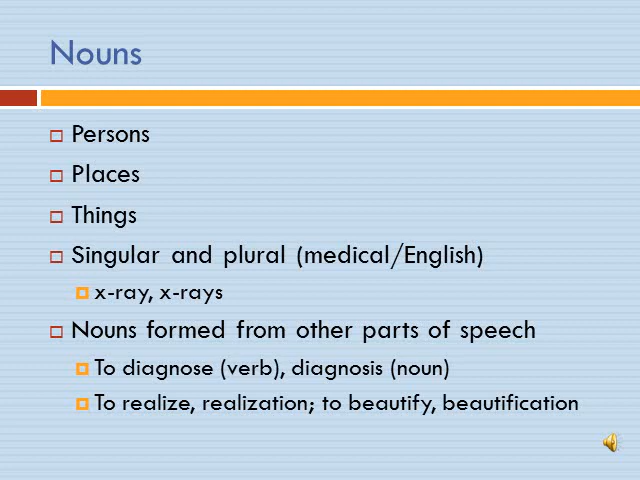 Nouns
Persons
Places
Things
Singular and plural (medical/English)
x-ray, x-rays
Nouns formed from other parts of speech
To diagnose (verb), diagnosis (noun)
To realize, realization; to beautify, beautification